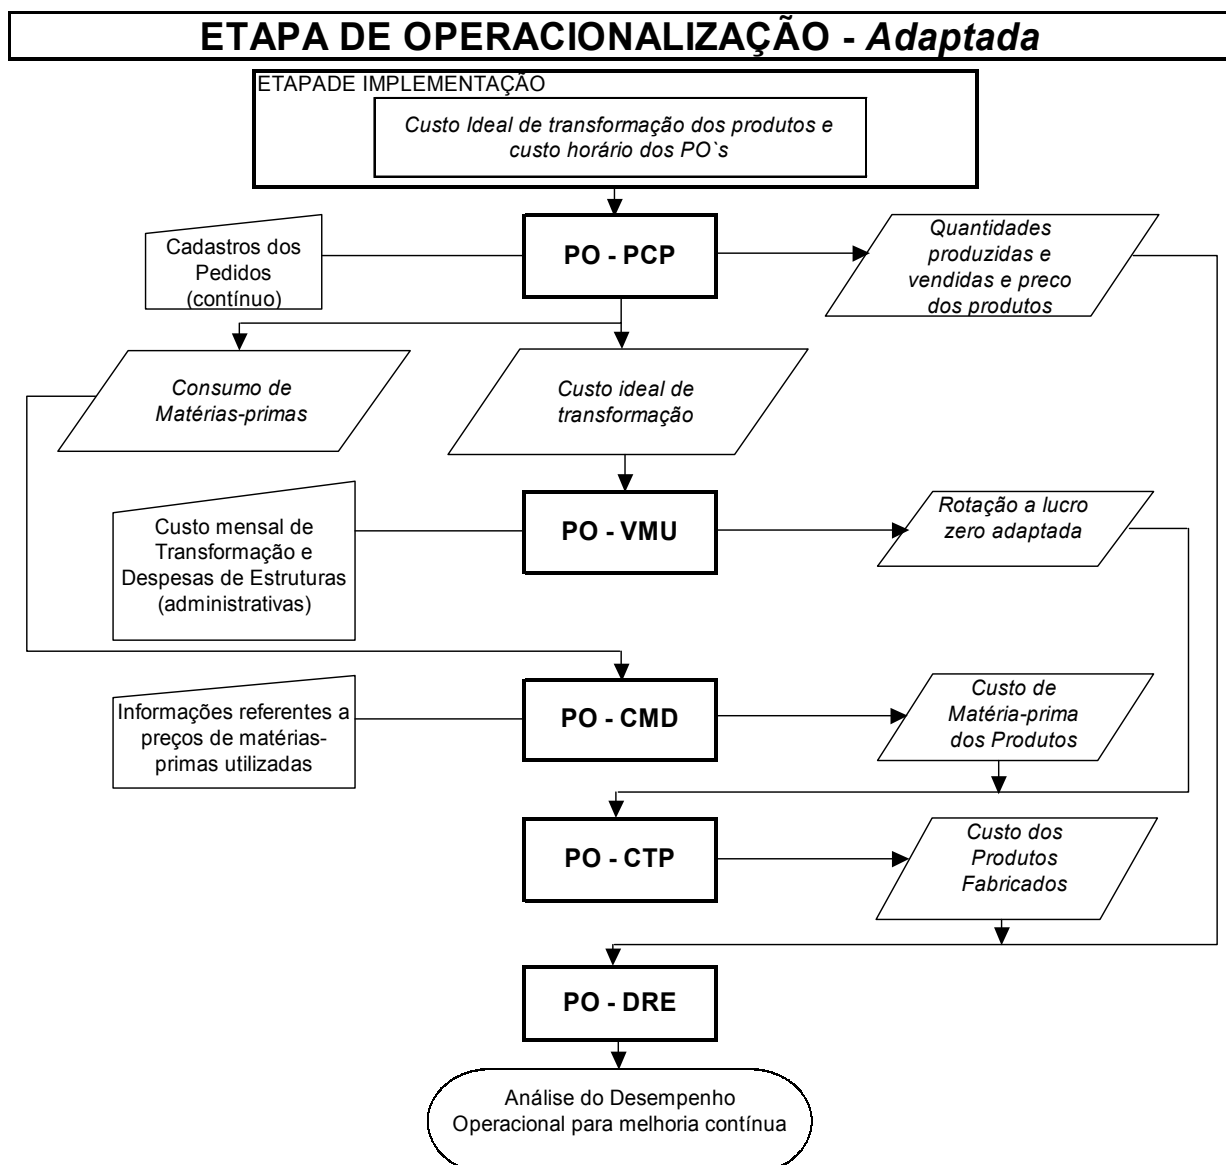 ETAPA DE OPERACIONALIZAÇÃO - Adaptada
ETAPADE IMPLEMENTAÇÃO
Custo Ideal de transformação dos produtos e
custo horário dos PO`s
Cadastros dos
Pedidos
(contínuo)
PO - PCP
Quantidades
produzidas e
vendidas e preco
dos produtos
Consumo de
Matérias-primas
Custo ideal de
transformação
Custo mensal de
Transformação e
Despesas de Estruturas
(administrativas)
PO - VMU
Rotação a lucro
zero adaptada
Informações referentes a
preços de matérias-
primas utilizadas
PO - CMD
Custo de
Matéria-prima
dos Produtos
PO - CTP
Custo dos
Produtos
Fabricados
PO - DRE
Análise do Desempenho
Operacional para melhoria contínua